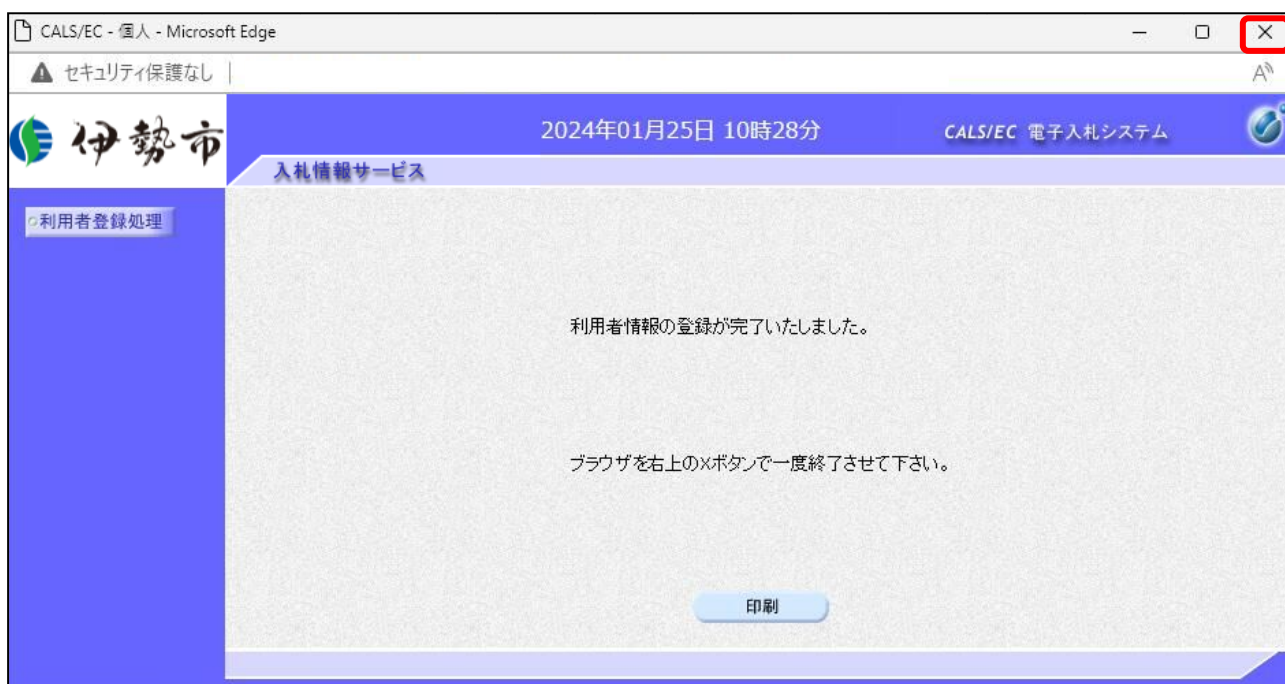 CALS/EC - 個人 - Microsoft Edge
セキュリティ保護なし
伊勢市
2024年01月25日 10時28分
CALS/EC 電子入札システム
入札情報サービス
利用者登録処理
利用者情報の登録が完了いたしました。
ブラウザを右上の×ボタンで一度終了させて下さい。
印刷